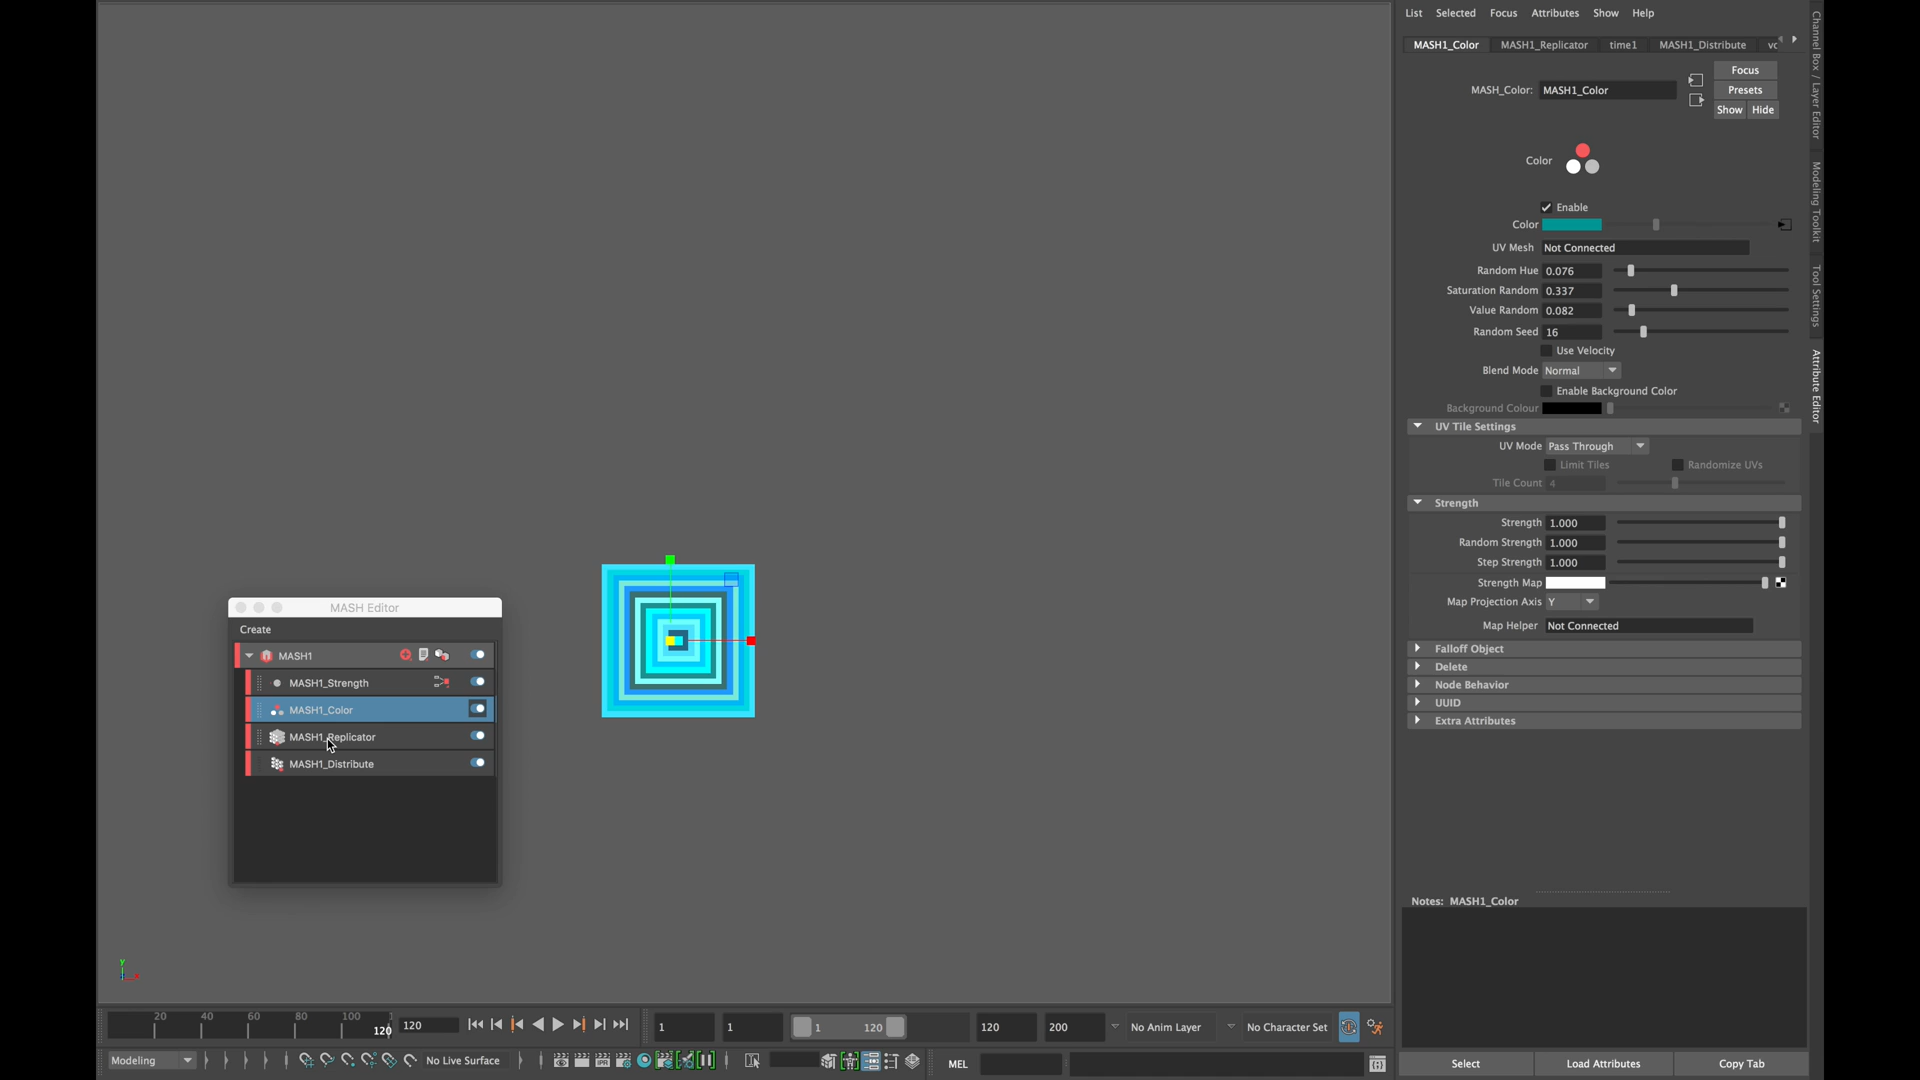 List Selected Focus Attributes Show Help
MASH1_Color MASH1_Replicator time1 MASH1_Distribute
MASH_Color: MASH1_Color
Focus
Presets
Show Hide
Color
Enable
Color
UV Mesh Not Connected
Random Hue 0.076
Saturation Random 0.337
Value Random 0.082
Random Seed 16
Use Velocity
Blend Mode Normal
Enable Background Color
Background Colour
UV Tile Settings
UV Mode Pass Through
Limit Tiles Randomize UVs
Tile Count 4
Strength
Strength 1.000
Random Strength 1.000
Step Strength 1.000
Strength Map
Map Projection Axis Y
Map Helper Not Connected
Falloff Object
Delete
Node Behavior
UUID
Extra Attributes
Notes: MASH1_Color
Select Load Attributes Copy Tab
Channel Box / Layer Editor
Modeling Toolkit
Tool Settings
Attribute Editor
MASH Editor
Create
MASH1
MASH1_Strength
MASH1_Color
MASH1_Replicator
MASH1_Distribute
y
x
20 40 60 80 100 1
120
120
1 1 1 120 120 200 No Anim Layer No Character Set
Modeling No Live Surface MEL